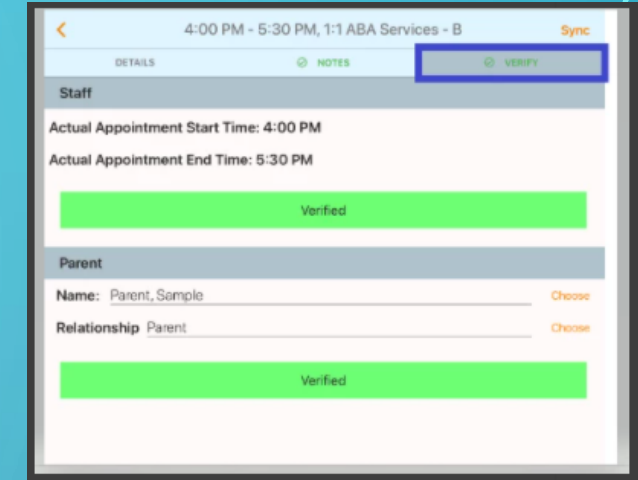 4:00 PM - 5:30 PM, 1:1 ABA Services - B Sync
DETAILS NOTES VERIFY
Staff
Actual Appointment Start Time: 4:00 PM
Actual Appointment End Time: 5:30 PM
Verified
Parent
Name: Parent, Sample Choose
Relationship Parent Choose
Verified